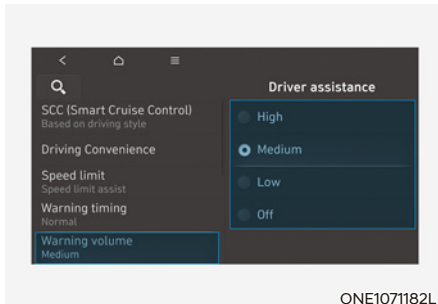 Driver assistance
SCC (Smart Cruise Control)
Based on driving style
Driving Convenience
Speed limit
Speed limit assist
Warning timing
Normal
Warning volume
Medium
High
Medium
Low
Off
ONE1071182L